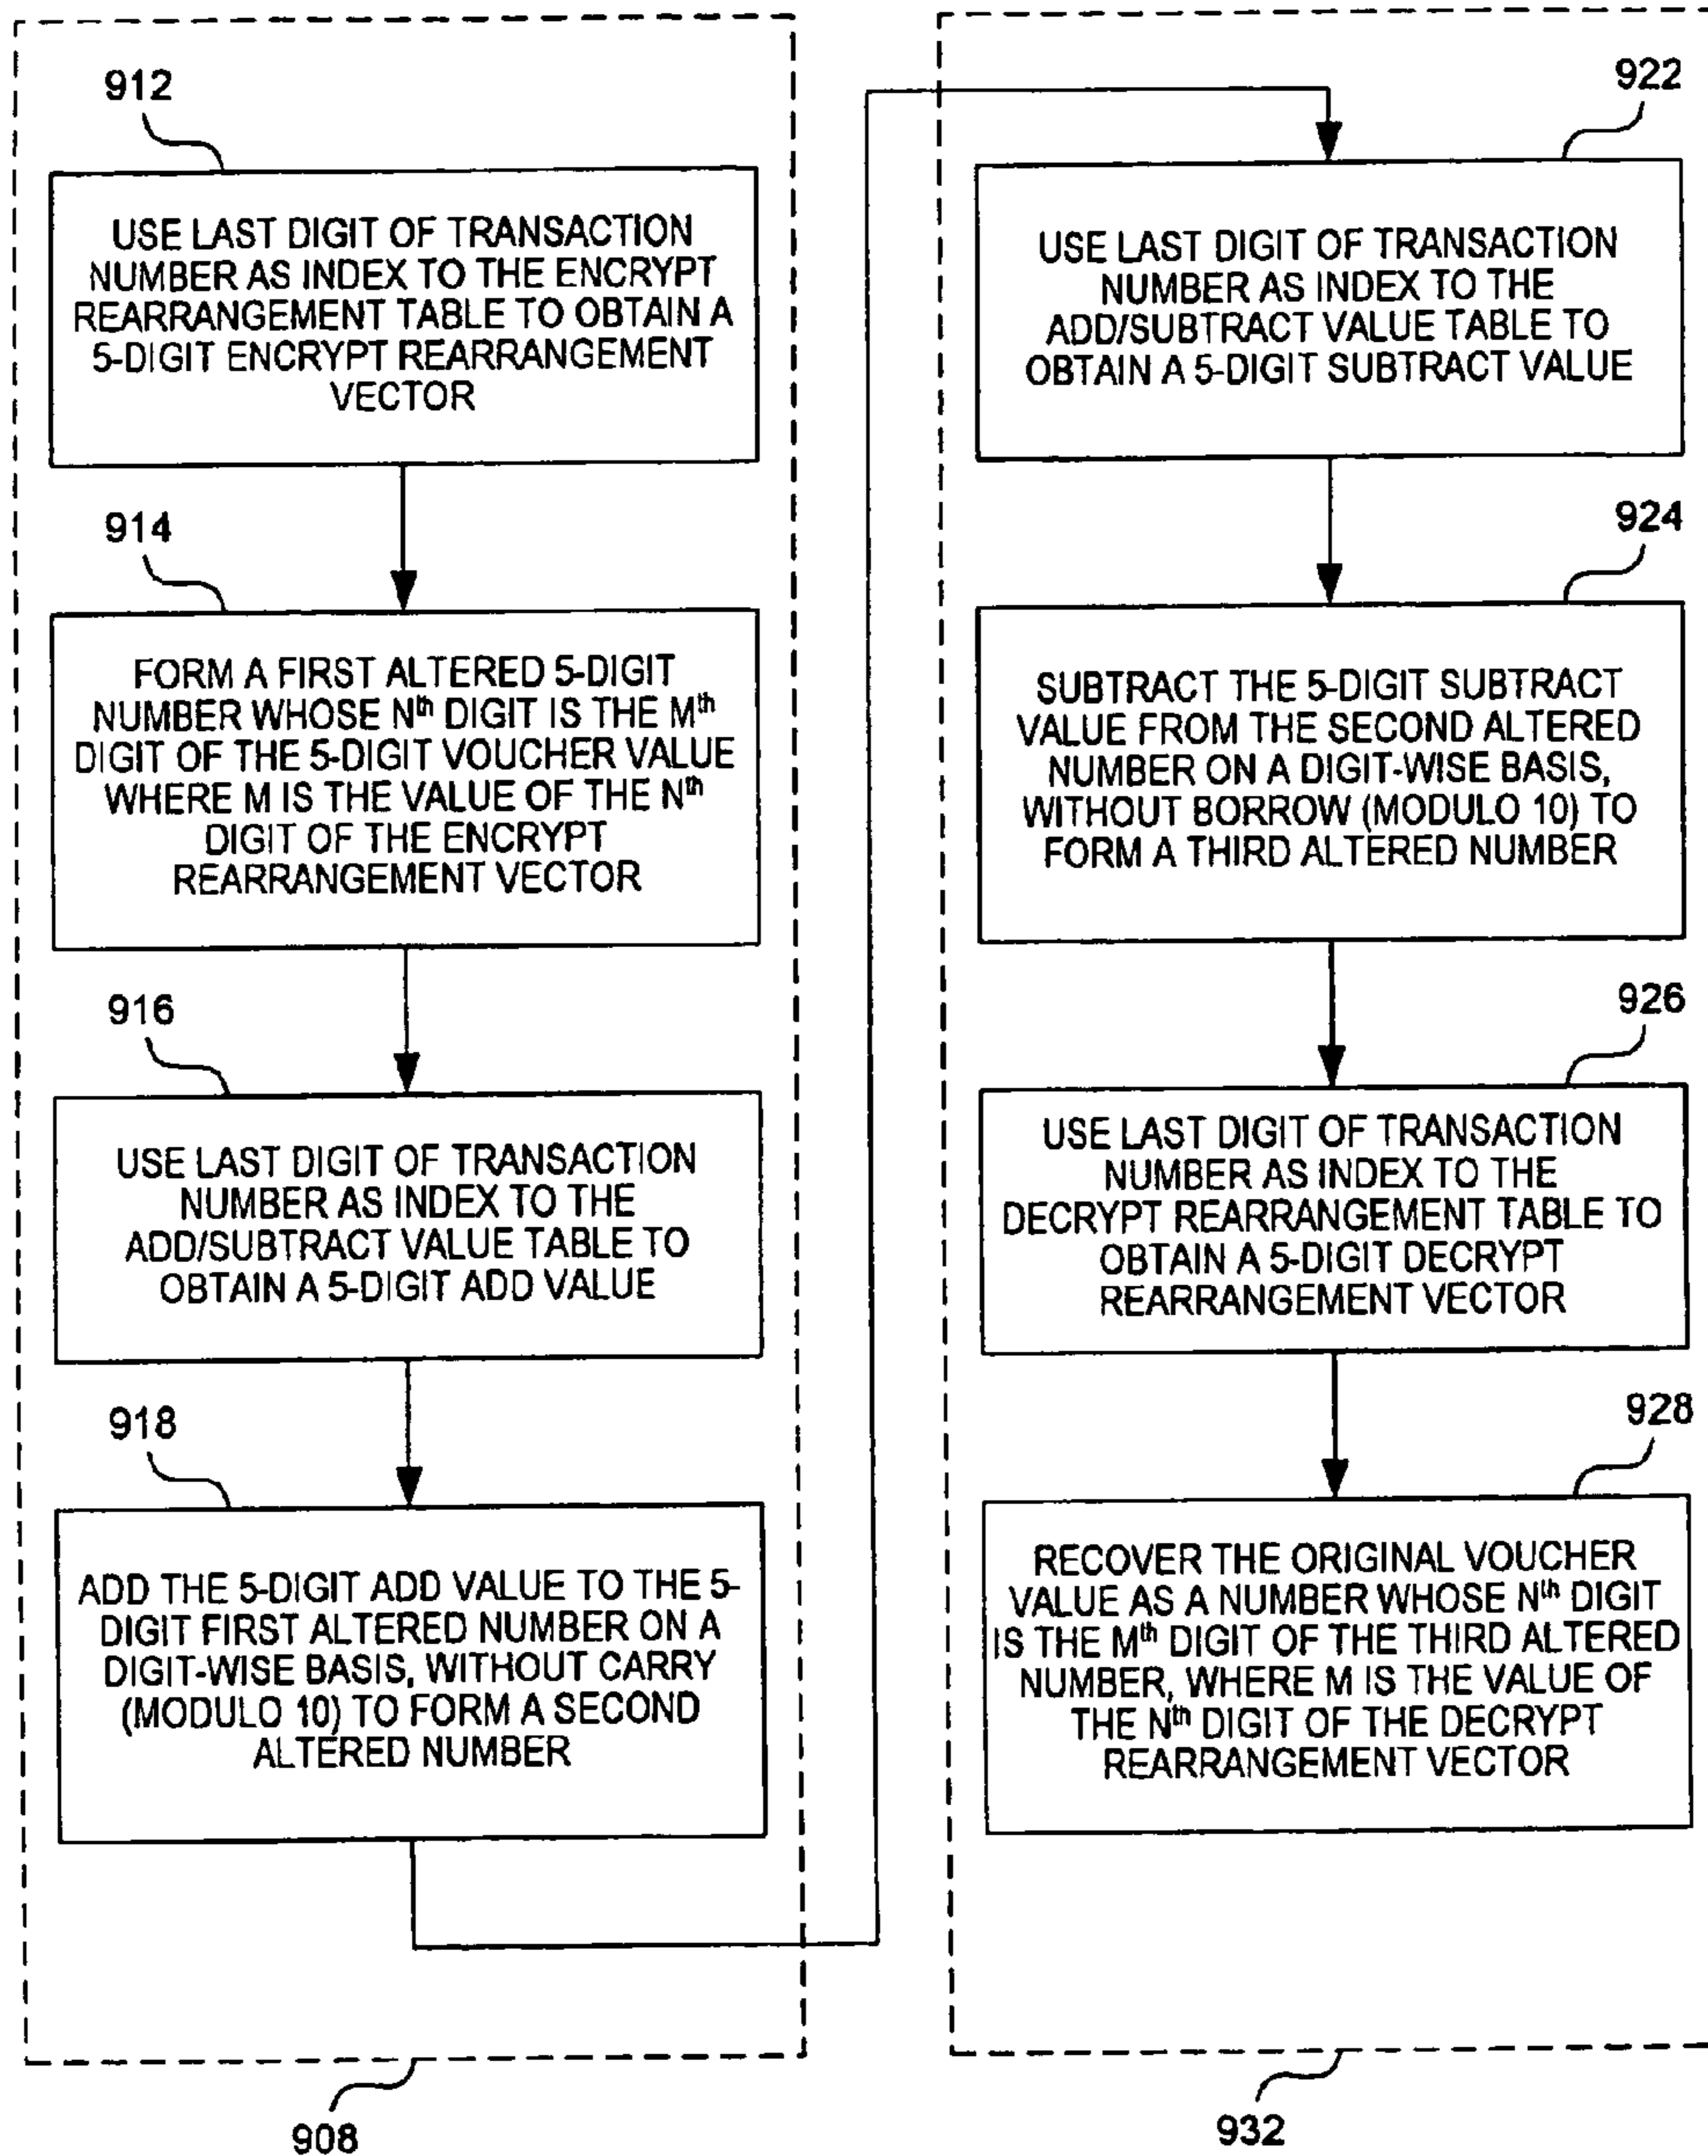 912
USE LAST DIGIT OF TRANSACTION
NUMBER AS INDEX TO THE ENCRYPT
REARRANGEMENT TABLE TO OBTAIN A
5-DIGIT ENCRYPT REARRANGEMENT
VECTOR
914
FORM A FIRST ALTERED 5-DIGIT
NUMBER WHOSE Nth DIGIT IS THE Mth
DIGIT OF THE 5-DIGIT VOUCHER VALUE
WHERE M IS THE VALUE OF THE Nth
DIGIT OF THE ENCRYPT
REARRANGEMENT VECTOR
916
USE LAST DIGIT OF TRANSACTION
NUMBER AS INDEX TO THE
ADD/SUBTRACT VALUE TABLE TO
OBTAIN A 5-DIGIT ADD VALUE
918
ADD THE 5-DIGIT ADD VALUE TO THE 5-
DIGIT FIRST ALTERED NUMBER ON A
DIGIT-WISE BASIS, WITHOUT CARRY
(MODULO 10) TO FORM A SECOND
ALTERED NUMBER
908
922
USE LAST DIGIT OF TRANSACTION
NUMBER AS INDEX TO THE
ADD/SUBTRACT VALUE TABLE TO
OBTAIN A 5-DIGIT SUBTRACT VALUE
924
SUBTRACT THE 5-DIGIT SUBTRACT
VALUE FROM THE SECOND ALTERED
NUMBER ON A DIGIT-WISE BASIS,
WITHOUT BORROW (MODULO 10) TO
FORM A THIRD ALTERED NUMBER
926
USE LAST DIGIT OF TRANSACTION
NUMBER AS INDEX TO THE
DECRYPT REARRANGEMENT TABLE TO
OBTAIN A 5-DIGIT DECRYPT
REARRANGEMENT VECTOR
928
RECOVER THE ORIGINAL VOUCHER
VALUE AS A NUMBER WHOSE Nth DIGIT
IS THE Mth DIGIT OF THE THIRD ALTERED
NUMBER, WHERE M IS THE VALUE OF
THE Nth DIGIT OF THE DECRYPT
REARRANGEMENT VECTOR
932